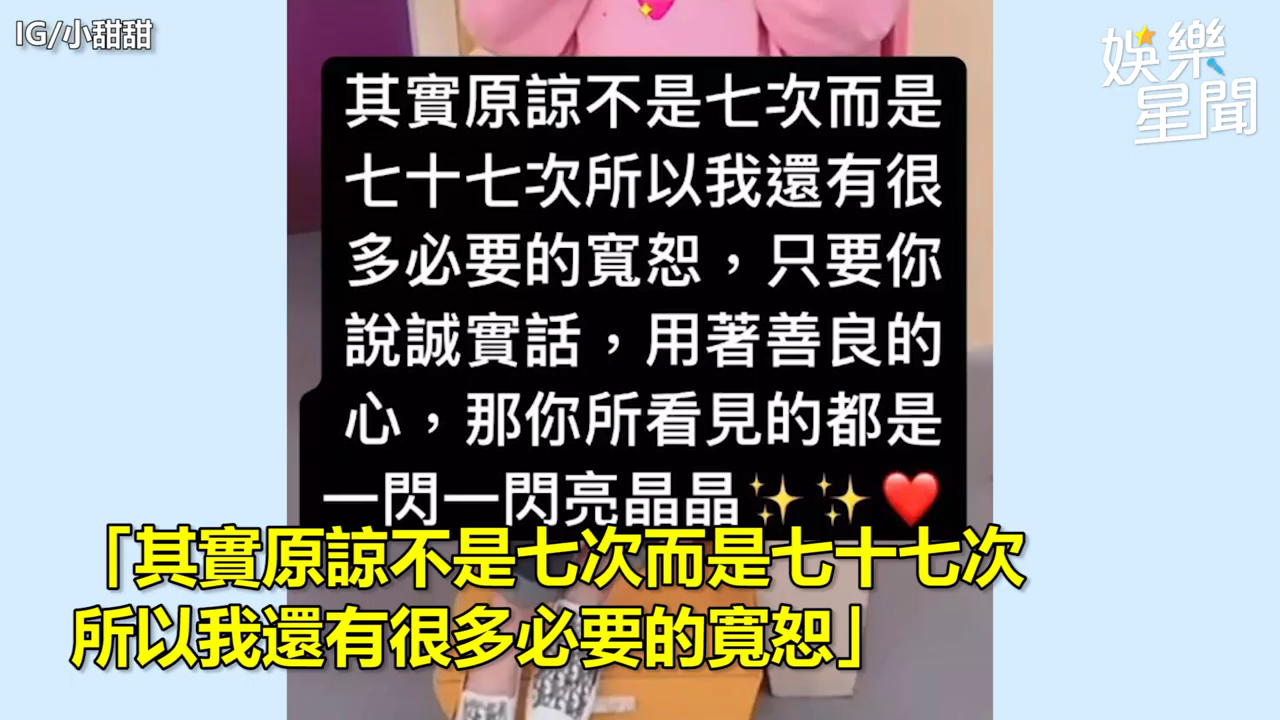 IG/小甜甜
娛樂
星聞
其實原諒不是七次而是
七十七次所以我還有很
多必要的寬恕，只要你
說誠實話，用著善良的
心，那你所看見的都是
一閃一閃亮晶晶✨✨❤️
「其實原諒不是七次而是七十七次
所以我還有很多必要的寬恕」